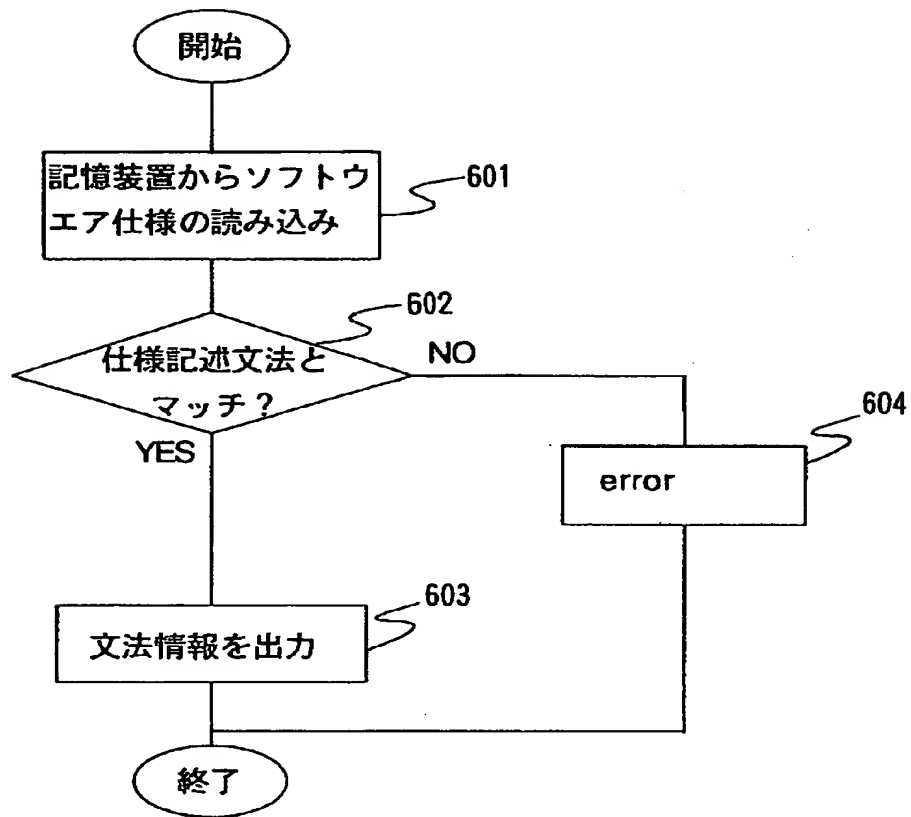 開始
記憶装置からソフトウ
エア仕様の読み込み
601
602
仕様記述文法と
マッチ？
NO
YES
604
error
603
文法情報を出力
終了